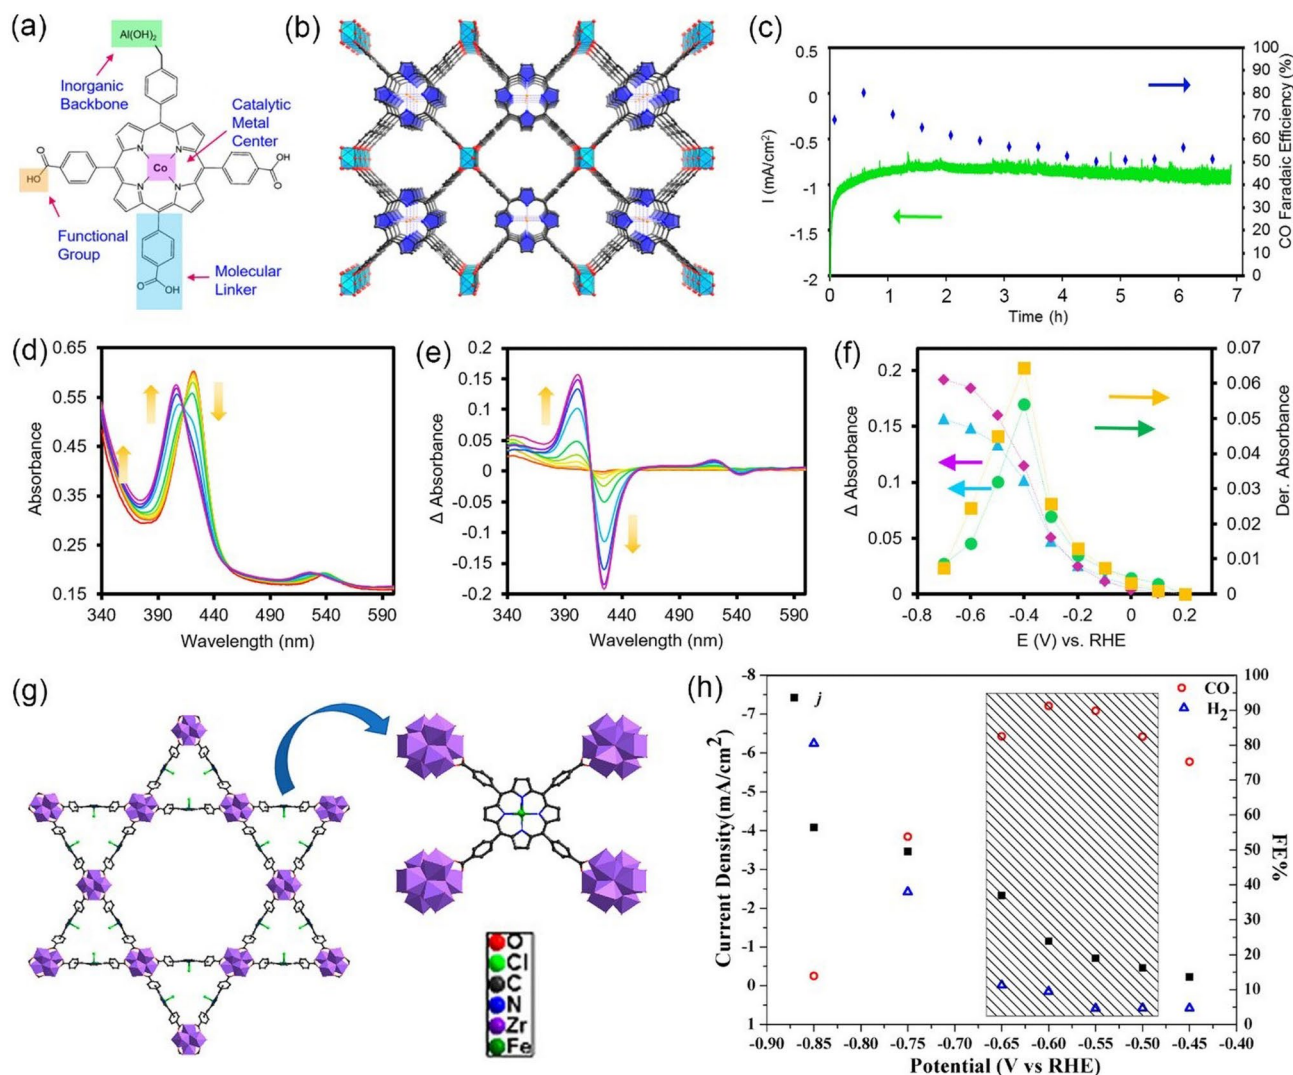 (a)
Al(OH)2
Inorganic
Backbone
Catalytic
Metal
Center
N
N
Co
N
N
O
HO
OH
O
O
OH
Functional
Group
Molecular
Linker
(b)
(c)
0.5
0
-0.5
-1
-1.5
-2
I (mA/cm2)
0
1
2
3
4
5
6
7
Time (h)
100
90
80
70
60
50
40
30
20
10
0
CO Faradaic Efficiency (%)
(d)
0.65
0.55
0.45
0.35
0.25
0.15
Absorbance
340
390
440
490
540
590
Wavelength (nm)
(e)
0.2
0.15
0.1
0.05
0
-0.05
-0.1
-0.15
-0.2
Δ Absorbance
340
390
440
490
540
590
Wavelength (nm)
(f)
0.2
0.15
0.1
0.05
0
Δ Absorbance
-0.8
-0.6
-0.4
-0.2
0
0.2
E (V) vs. RHE
0.07
0.06
0.05
0.04
0.03
0.02
0.01
0
Der. Absorbance
(g)
O
Cl
C
N
Zr
Fe
(h)
-8
-7
-6
-5
-4
-3
-2
-1
0
1
Current Density(mA/cm2)
j
CO
H2
100
90
80
70
60
50
40
30
20
10
0
FE%
-0.90
-0.85
-0.80
-0.75
-0.70
-0.65
-0.60
-0.55
-0.50
-0.45
-0.40
Potential (V vs RHE)